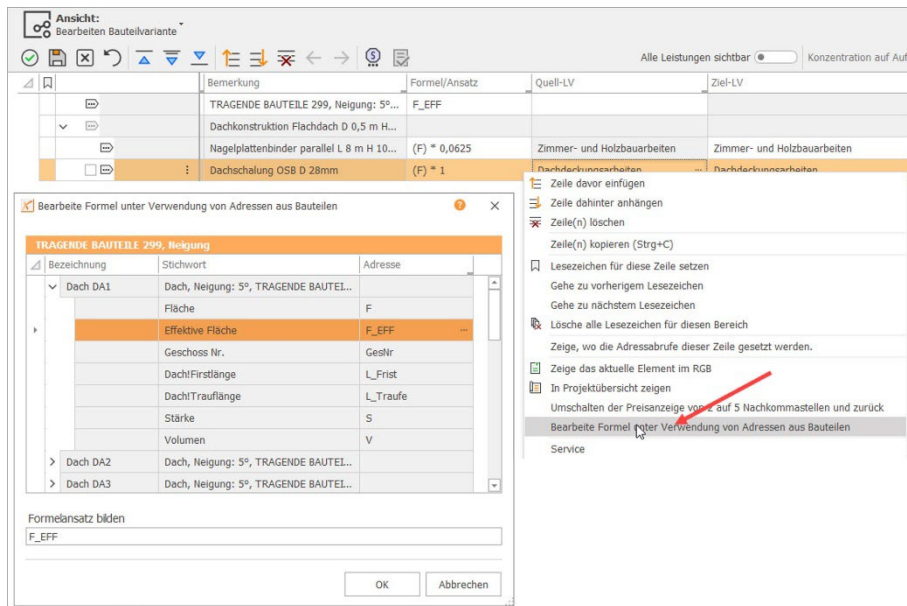 Ansicht:
Bearbeiten Bauteilvariante
Alle Leistungen sichtbar
Konzentration auf Auf
Bemerkung Formel/Ansatz Quell-LV Ziel-LV
TRAGENDE BAUTEILE 299, Neigung: 5°... F_EFF
Dachkonstruktion Flachdach D 0,5 m H...
Nagelplattenbinder parallel L 8 m H 10... (F) * 0,0625 Zimmer- und Holzbauarbeiten Zimmer- und Holzbauarbeiten
Dachschalung OSB D 28mm (F) * 1 Dachdeckungsarbeiten ... Dachdeckungsarbeiten
Bearbeite Formel unter Verwendung von Adressen aus Bauteilen
TRAGENDE BAUTEILE 299, Neigung
Bezeichnung Stichwort Adresse
Dach DA1 Dach, Neigung: 5°, TRAGENDE BAUTEI...
Fläche F
Effektive Fläche F_EFF ...
Geschoss Nr. GesNr
Dach!Firstlänge L_Frist
Dach!Trauflänge L_Traufe
Stärke S
Volumen V
Dach DA2 Dach, Neigung: 5°, TRAGENDE BAUTEI...
Dach DA3 Dach, Neigung: 5°, TRAGENDE BAUTEI...
Formelansatz bilden
F_EFF
OK Abbrechen
Zeile davor einfügen
Zeile dahinter anhängen
Zeile(n) löschen
Zeile(n) kopieren (Strg+C)
Lesezeichen für diese Zeile setzen
Gehe zu vorherigem Lesezeichen
Gehe zu nächstem Lesezeichen
Lösche alle Lesezeichen für diesen Bereich
Zeige, wo die Adressabrufe dieser Zeile gesetzt werden.
Zeige das aktuelle Element im RGB
In Projektübersicht zeigen
Umschalten der Preisanzeige von 2 auf 5 Nachkommastellen und zurück
Bearbeite Formel unter Verwendung von Adressen aus Bauteilen
Service